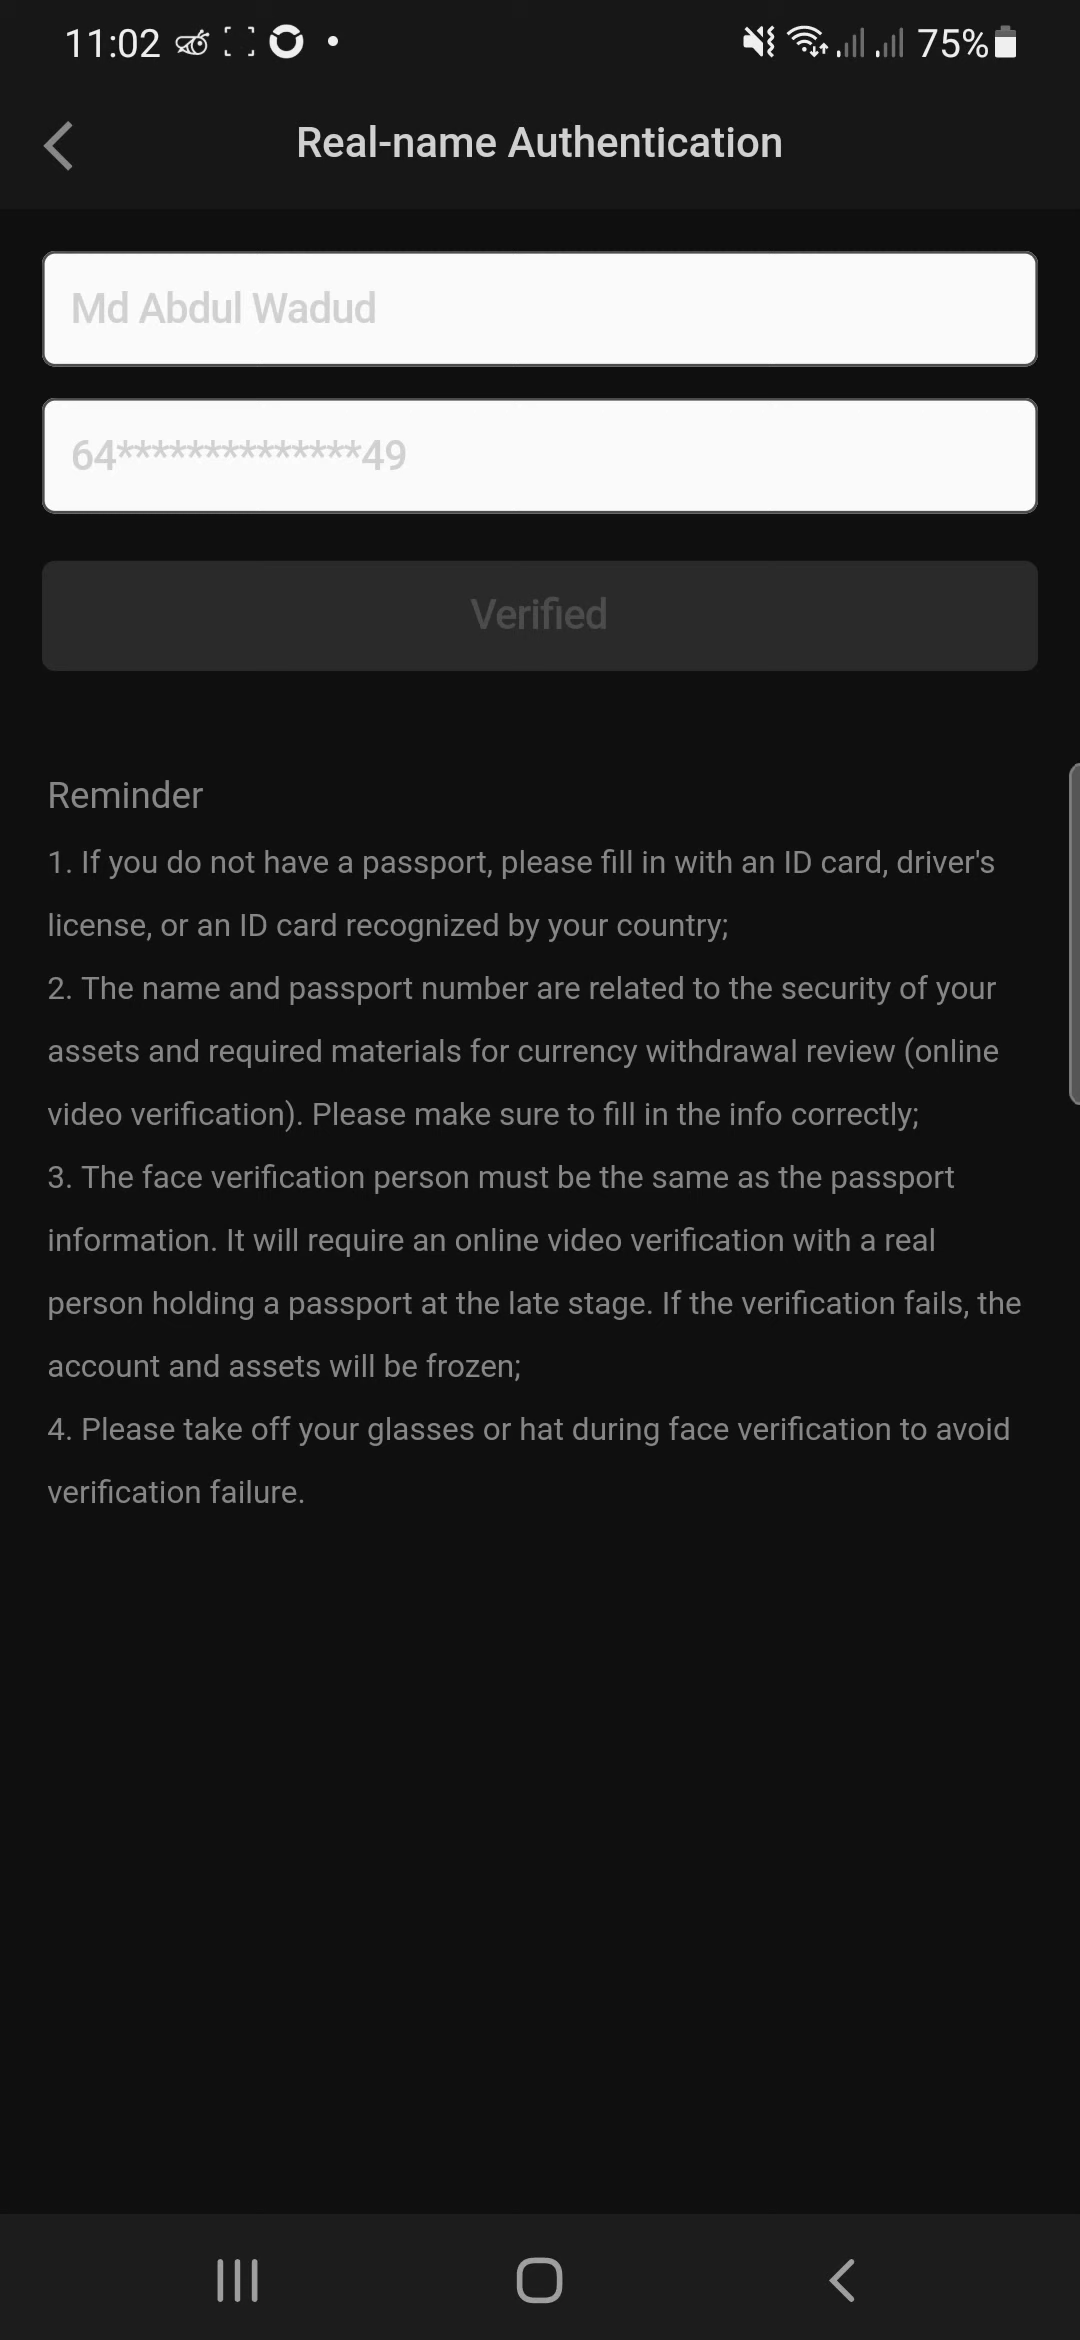 11:02
75%
Real-name Authentication
Md Abdul Wadud
64**************49
Verified
Reminder
1. If you do not have a passport, please fill in with an ID card, driver's
license, or an ID card recognized by your country;
2. The name and passport number are related to the security of your
assets and required materials for currency withdrawal review (online
video verification). Please make sure to fill in the info correctly;
3. The face verification person must be the same as the passport
information. It will require an online video verification with a real
person holding a passport at the late stage. If the verification fails, the
account and assets will be frozen;
4. Please take off your glasses or hat during face verification to avoid
verification failure.